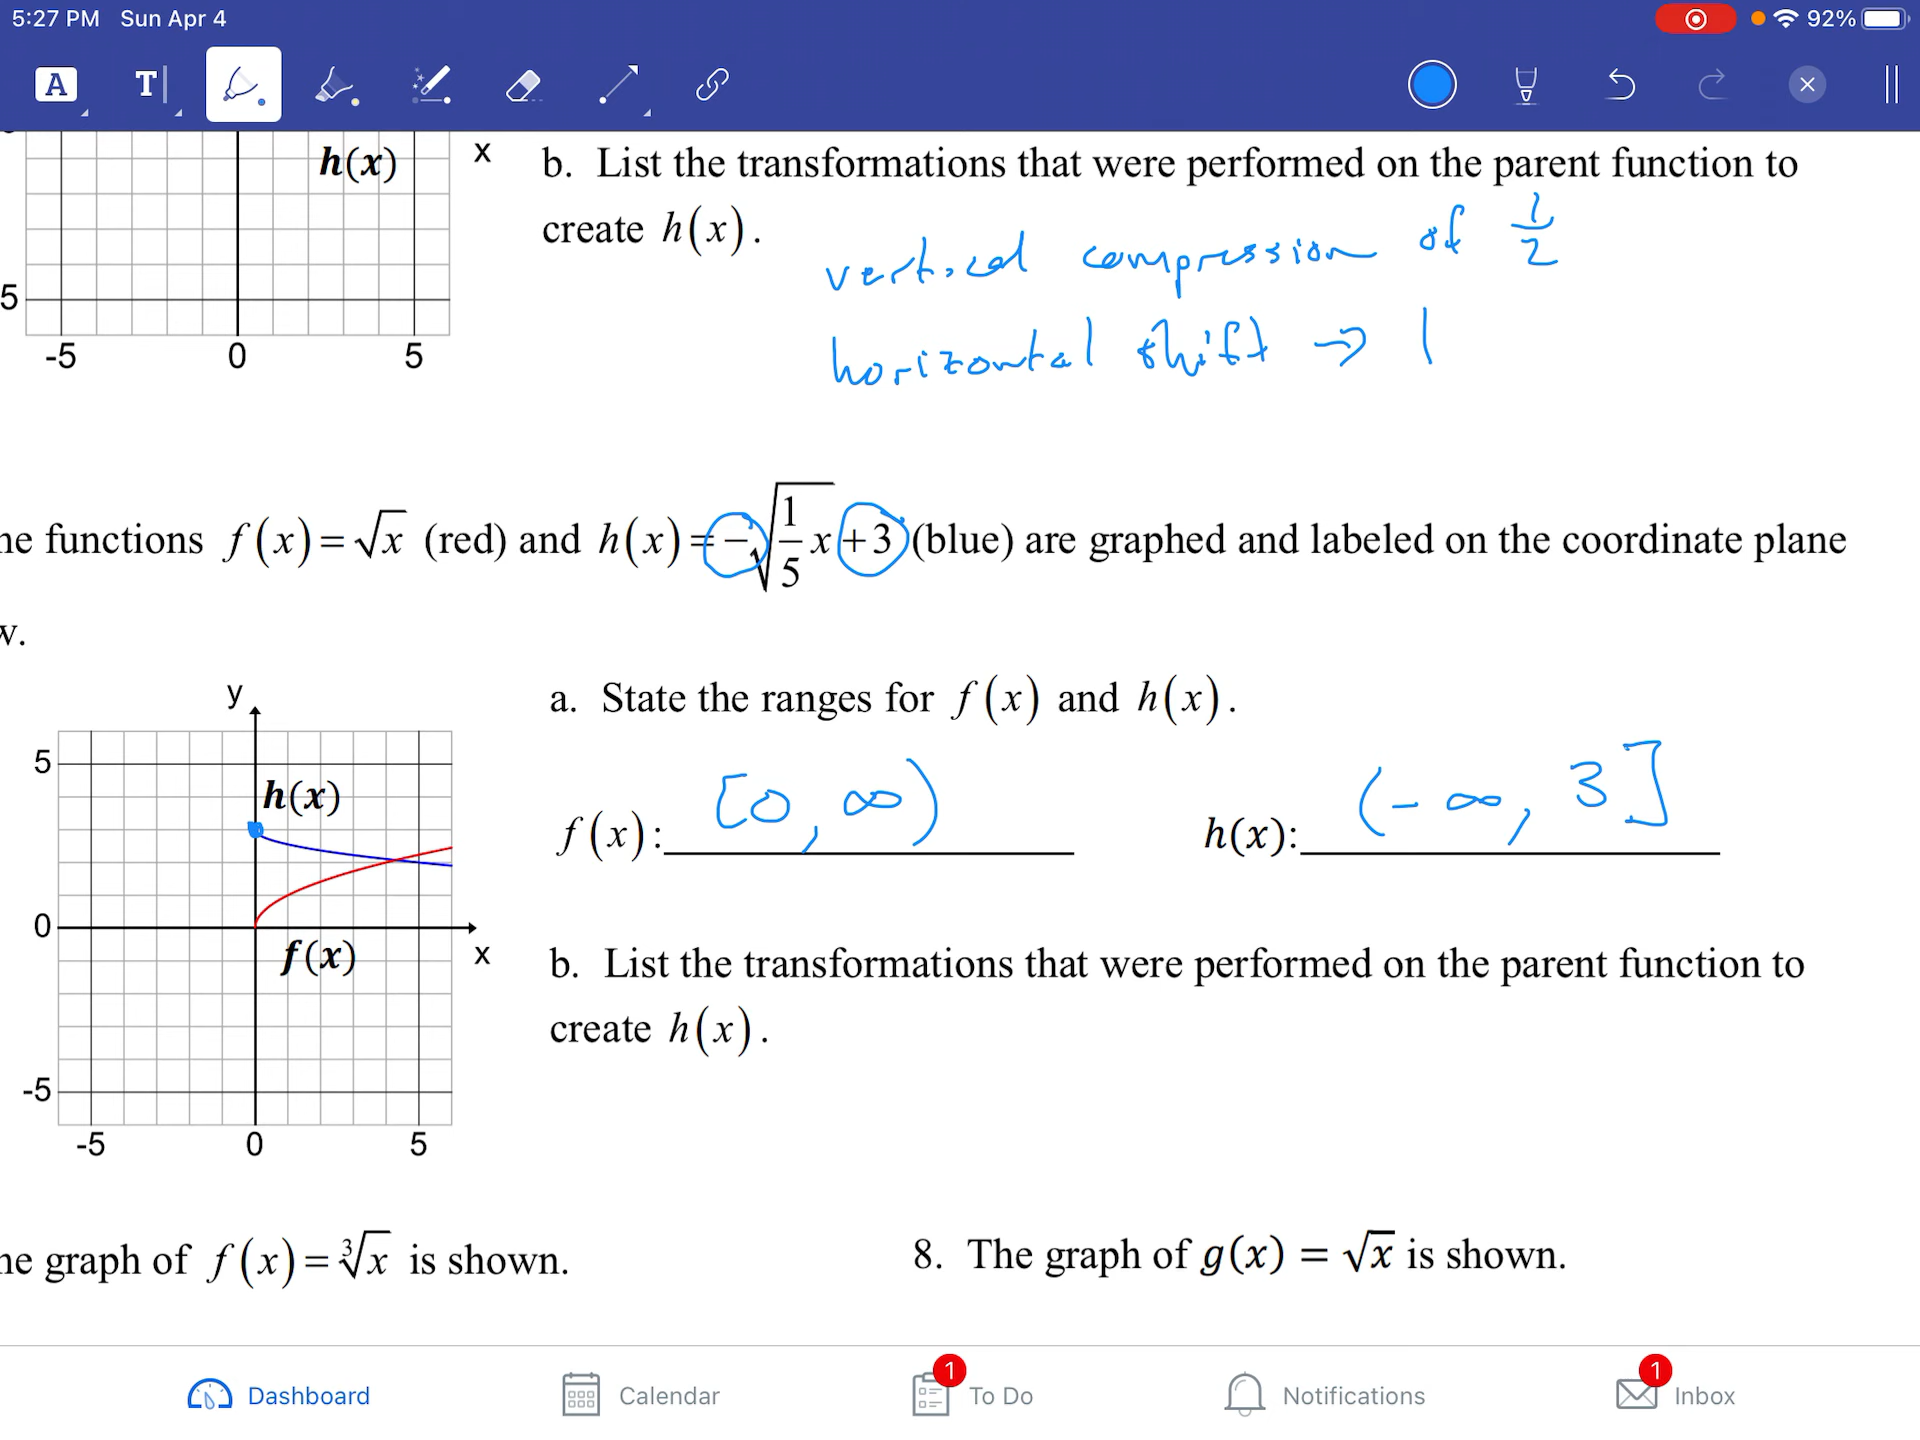 5:27 PM Sun Apr 4
92%
A T
h(x) x
5
-5 0 5
b. List the transformations that were performed on the parent function to
create h(x).
vertical compression of 1/2
horizontal shift → 1
he functions f(x) = √x (red) and h(x) = -√(1/5 x) + 3 (blue) are graphed and labeled on the coordinate plane
w.
y
5
h(x)
0
f(x) x
-5
-5 0 5
a. State the ranges for f(x) and h(x).
f(x): [0, ∞) h(x): (-∞, 3]
b. List the transformations that were performed on the parent function to
create h(x).
he graph of f(x) = ∛x is shown.
8. The graph of g(x) = √x is shown.
Dashboard Calendar 1 To Do Notifications 1 Inbox